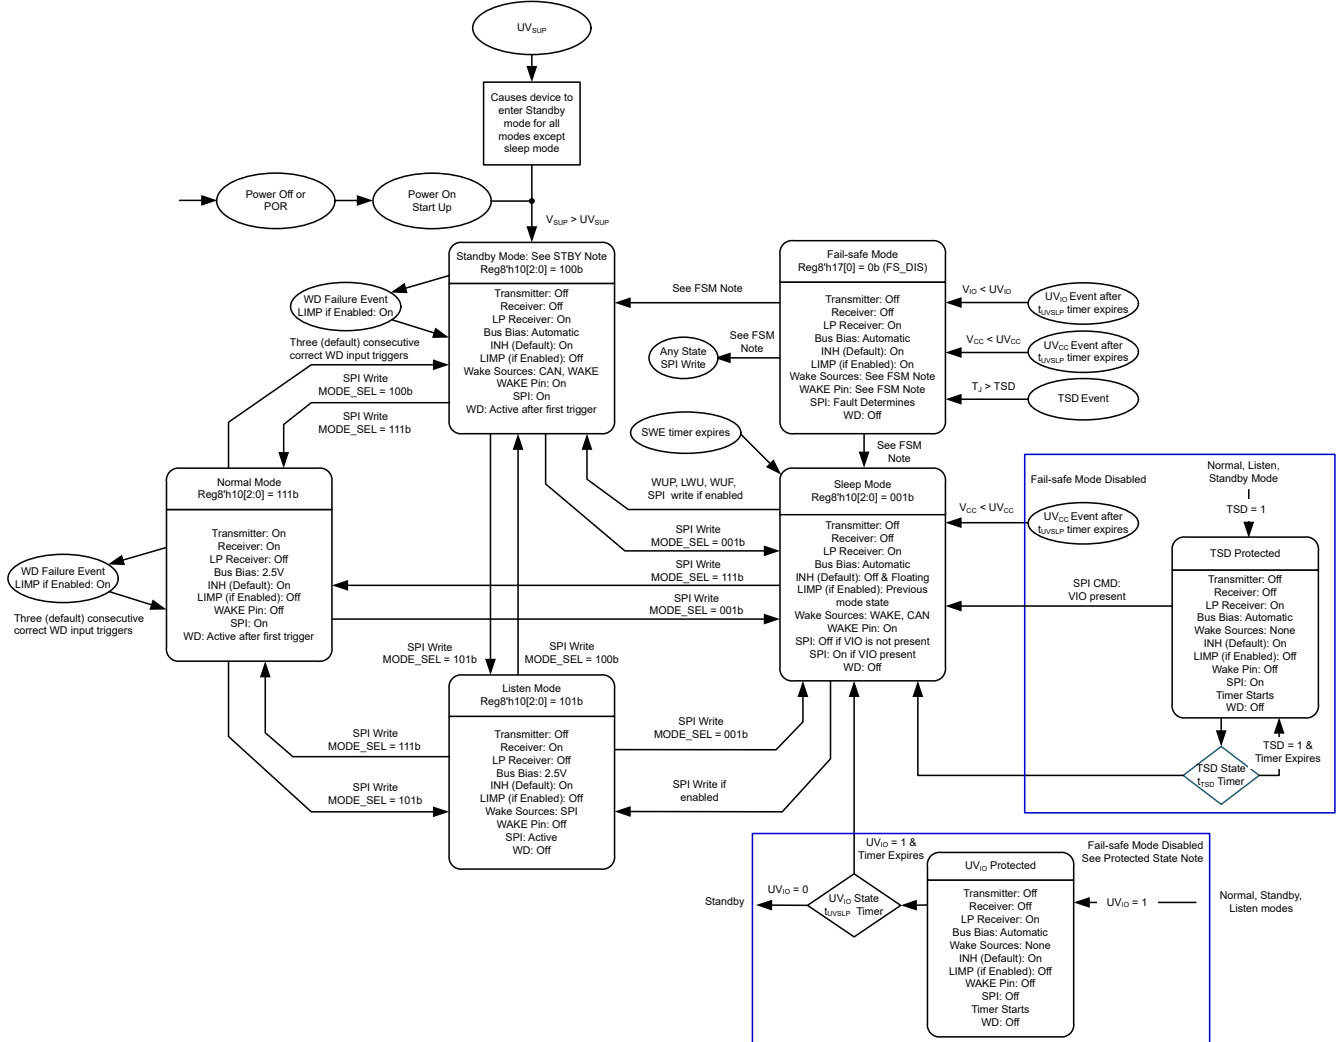 UVSUP
Causes device to
enter Standby
mode for all
modes except
sleep mode
Power Off or
POR
Power On
Start Up
VSUP > UVSUP
Standby Mode: See STBY Note
Reg8'h10[2:0] = 100b
Transmitter: Off
Receiver: Off
LP Receiver: On
Bus Bias: Automatic
INH (Default): On
LIMP (if Enabled): Off
Wake Sources: CAN, WAKE
WAKE Pin: On
SPI: On
WD: Active after first trigger
WD Failure Event
LIMP if Enabled: On
Three (default) consecutive
correct WD input triggers
SPI Write
MODE_SEL = 100b
SPI Write
MODE_SEL = 111b
See FSM Note
Fail-safe Mode
Reg8'h17[0] = 0b (FS_DIS)
Transmitter: Off
Receiver: Off
LP Receiver: On
Bus Bias: Automatic
INH (Default): On
LIMP (if Enabled): On
Wake Sources: See FSM Note
WAKE Pin: See FSM Note
SPI: Fault Determines
WD: Off
See FSM
Note
Any State
SPI Write
VIO < UVIO
UVIO Event after
tUVSLP timer expires
VCC < UVCC
UVCC Event after
tUVSLP timer expires
TJ > TSD
TSD Event
SWE timer expires
See FSM
Note
Normal Mode
Reg8'h10[2:0] = 111b
Transmitter: On
Receiver: On
LP Receiver: Off
Bus Bias: 2.5V
INH (Default): On
LIMP (if Enabled): Off
WAKE Pin: Off
SPI: On
WD: Active after first trigger
WD Failure Event
LIMP if Enabled: On
Three (default) consecutive
correct WD input triggers
WUP, LWU, WUF,
SPI write if enabled
SPI Write
MODE_SEL = 001b
SPI Write
MODE_SEL = 111b
SPI Write
MODE_SEL = 001b
Sleep Mode
Reg8'h10[2:0] = 001b
Transmitter: Off
Receiver: Off
LP Receiver: On
Bus Bias: Automatic
INH (Default): Off & Floating
LIMP (if Enabled): Previous
mode state
Wake Sources: WAKE, CAN
WAKE Pin: On
SPI: Off if VIO is not present
SPI: On if VIO present
WD: Off
VCC < UVCC
Fail-safe Mode Disabled
UVCC Event after
tUVSLP timer expires
Normal, Listen,
Standby Mode
TSD = 1
TSD Protected
Transmitter: Off
Receiver: Off
LP Receiver: On
Bus Bias: Automatic
Wake Sources: None
INH (Default): On
LIMP (if Enabled): Off
Wake Pin: Off
SPI: On
Timer Starts
WD: Off
SPI CMD:
VIO present
TSD = 1 &
Timer Expires
TSD State
tTSD Timer
SPI Write
MODE_SEL = 101b
SPI Write
MODE_SEL = 100b
Listen Mode
Reg8'h10[2:0] = 101b
Transmitter: Off
Receiver: On
LP Receiver: Off
Bus Bias: 2.5V
INH (Default): On
LIMP (if Enabled): Off
Wake Sources: SPI
WAKE Pin: Off
SPI: Active
WD: Off
SPI Write
MODE_SEL = 111b
SPI Write
MODE_SEL = 101b
SPI Write
MODE_SEL = 001b
SPI Write if
enabled
UVIO = 1 &
Timer Expires
Fail-safe Mode Disabled
See Protected State Note
Standby
UVIO = 0
UVIO State
tUVSLP Timer
UVIO Protected
Transmitter: Off
Receiver: Off
LP Receiver: On
Bus Bias: Automatic
Wake Sources: None
INH (Default): On
LIMP (if Enabled): Off
WAKE Pin: Off
SPI: Off
Timer Starts
WD: Off
UVIO = 1
Normal, Standby,
Listen modes